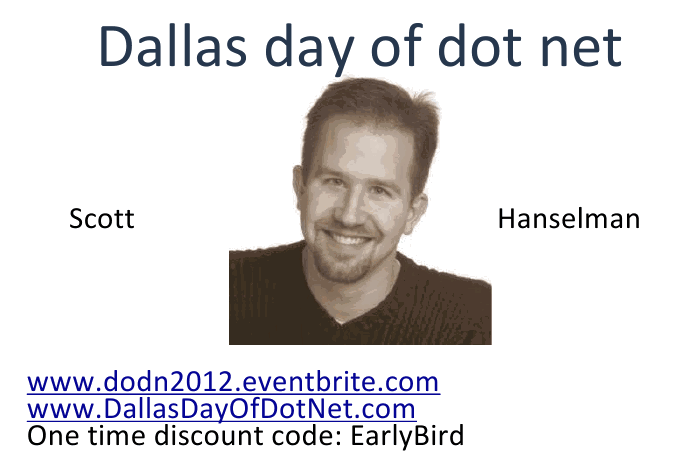 Dallas day of dot net
Scott Hanselman
www.dodn2012.eventbrite.com
www.DallasDayOfDotNet.com
One time discount code: EarlyBird